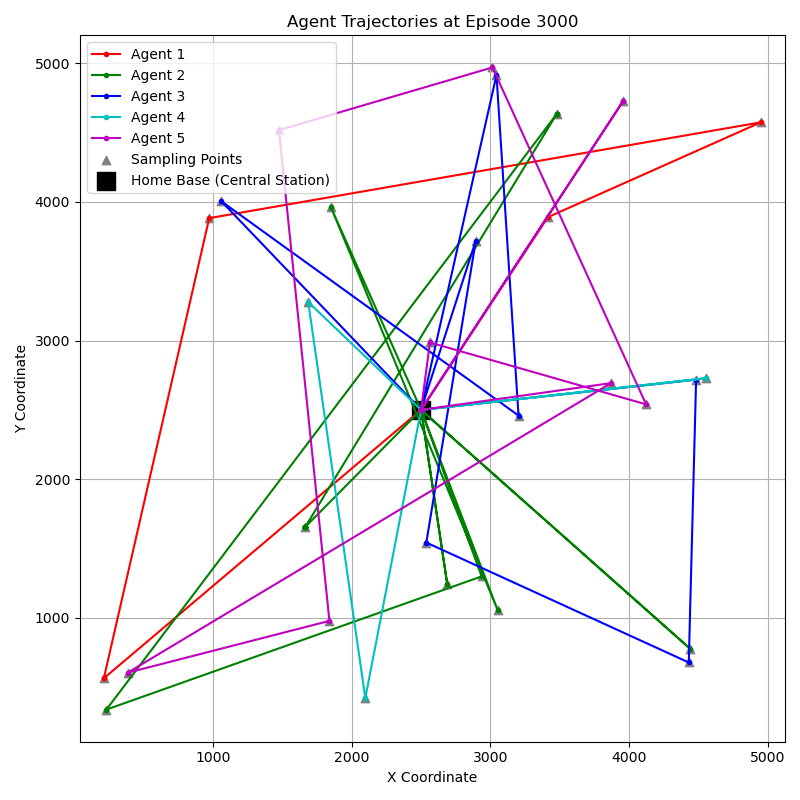 Agent Trajectories at Episode 3000
Agent 1
Agent 2
Agent 3
Agent 4
Agent 5
Sampling Points
Home Base (Central Station)
Y Coordinate
5000
4000
3000
2000
1000
1000
2000
3000
4000
5000
X Coordinate